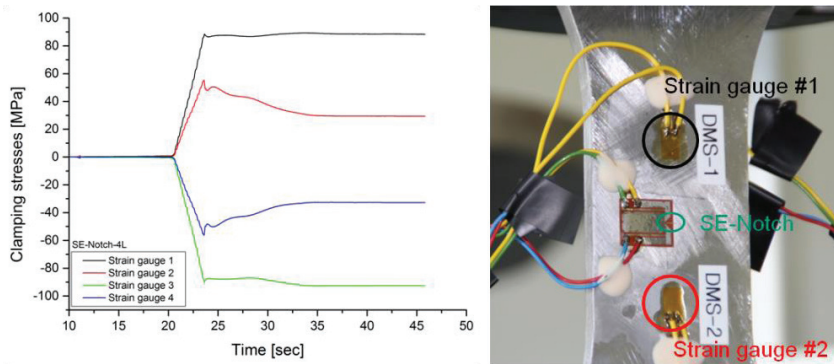 Clamping stresses [MPa]
100
80
60
40
20
0
-20
-40
-60
-80
-100
SE-Notch-4L
Strain gauge 1
Strain gauge 2
Strain gauge 3
Strain gauge 4
10 15 20 25 30 35 40 45 50
Time [sec]
Strain gauge #1
DMS-1
SE-Notch
DMS-2
Strain gauge #2